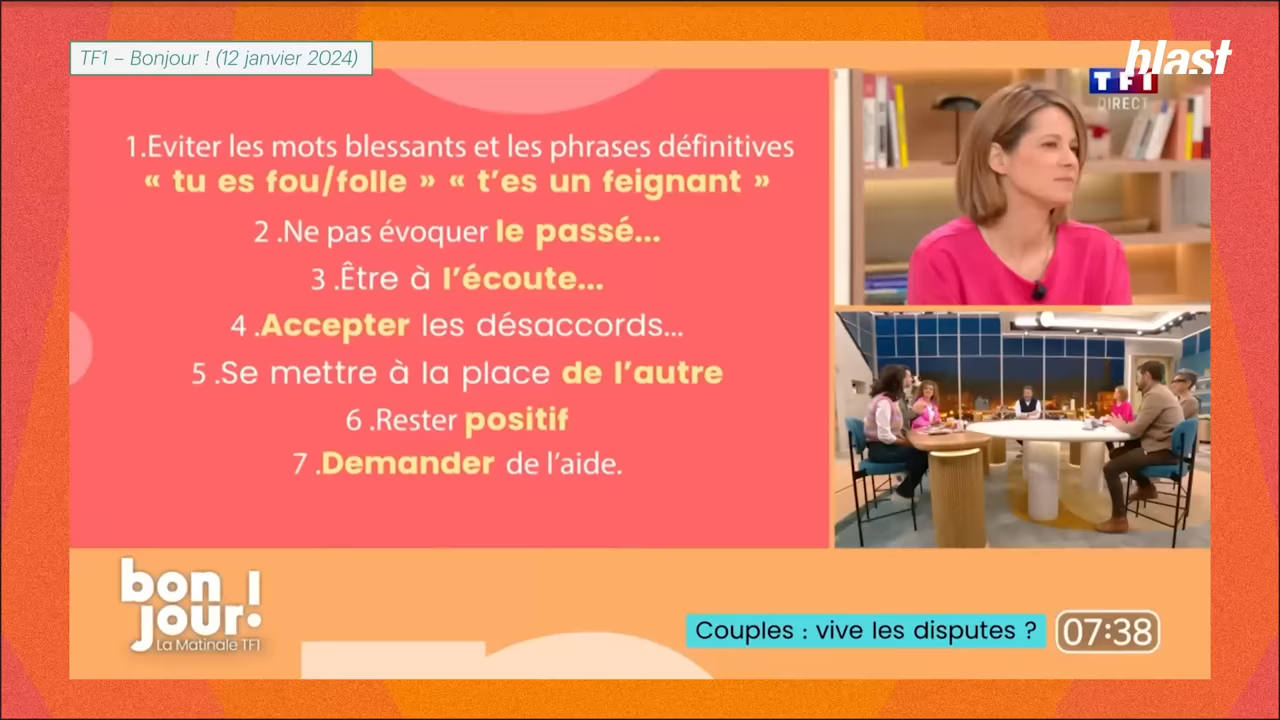 TF1 – Bonjour ! (12 janvier 2024)
blast
TF1
DIRECT
1.Eviter les mots blessants et les phrases définitives
« tu es fou/folle » « t’es un feignant »
2 .Ne pas évoquer le passé...
3 .Être à l’écoute...
4 .Accepter les désaccords...
5 .Se mettre à la place de l’autre
6 .Rester positif
7 .Demander de l’aide.
bon
jour!
La Matinale TF1
Couples : vive les disputes ?
07:38